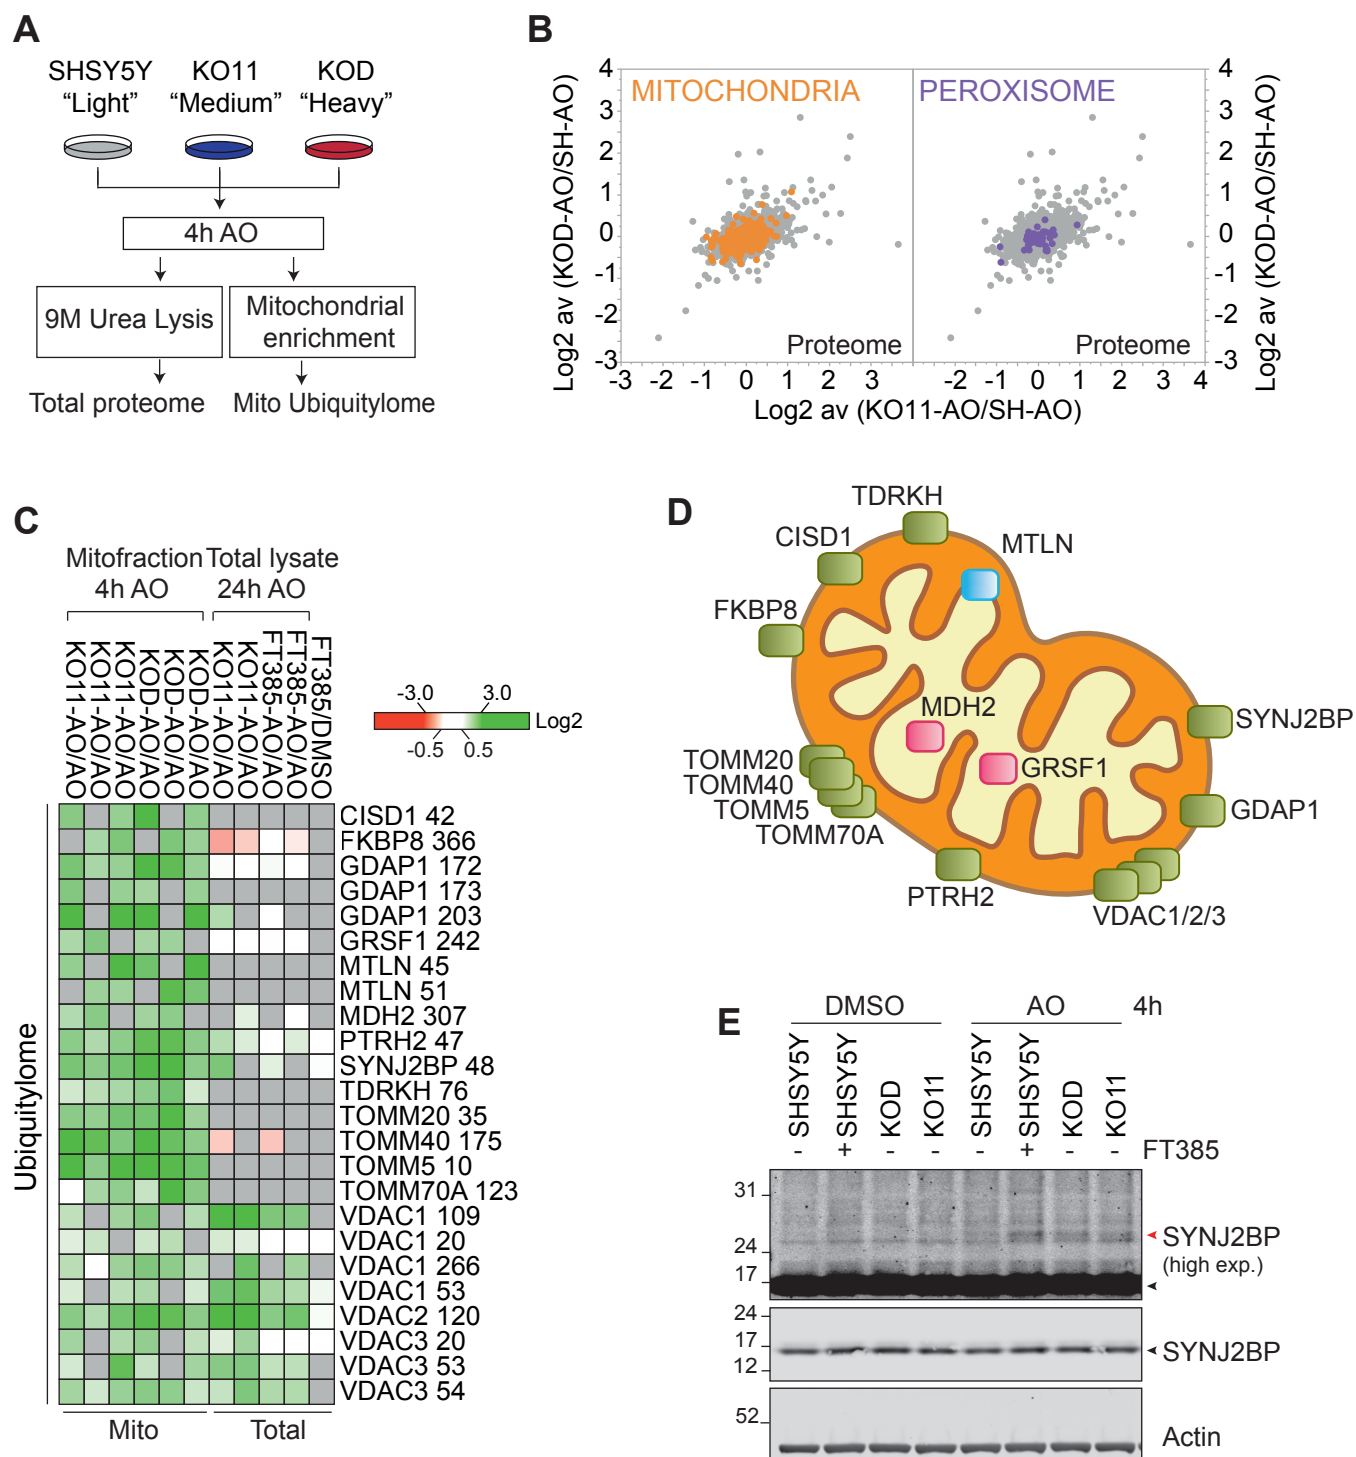 A
SHSY5Y
"Light"
KO11
"Medium"
KOD
"Heavy"
4h AO
9M Urea Lysis
Mitochondrial
enrichment
Total proteome
Mito Ubiquitylome
B
Log2 av (KOD-AO/SH-AO)
4
3
2
1
0
-1
-2
-3
MITOCHONDRIA
PEROXISOME
Proteome
Proteome
4
3
2
1
0
-1
-2
-3
Log2 av (KOD-AO/SH-AO)
-3 -2 -1 0 1 2 3
-3 -2 -1 0 1 2 3 4
Log2 av (KO11-AO/SH-AO)
C
Mitofraction
4h AO
Total lysate
24h AO
KO11-AO/AO
KO11-AO/AO
KO11-AO/AO
KOD-AO/AO
KOD-AO/AO
KOD-AO/AO
KO11-AO/AO
KO11-AO/AO
FT385-AO/AO
FT385-AO/AO
FT385/DMSO
-3.0 3.0
Log2
-0.5 0.5
Ubiquitylome
CISD1 42
FKBP8 366
GDAP1 172
GDAP1 173
GDAP1 203
GRSF1 242
MTLN 45
MTLN 51
MDH2 307
PTRH2 47
SYNJ2BP 48
TDRKH 76
TOMM20 35
TOMM40 175
TOMM5 10
TOMM70A 123
VDAC1 109
VDAC1 20
VDAC1 266
VDAC1 53
VDAC2 120
VDAC3 20
VDAC3 53
VDAC3 54
Mito
Total
D
TDRKH
CISD1
MTLN
FKBP8
MDH2
SYNJ2BP
TOMM20
TOMM40
TOMM5
TOMM70A
GRSF1
GDAP1
PTRH2
VDAC1/2/3
E
DMSO
AO
4h
SHSY5Y
SHSY5Y
KOD
KO11
SHSY5Y
SHSY5Y
KOD
KO11
- + - - - + - - FT385
31
24
17
SYNJ2BP
(high exp.)
24
17
12
SYNJ2BP
52
Actin